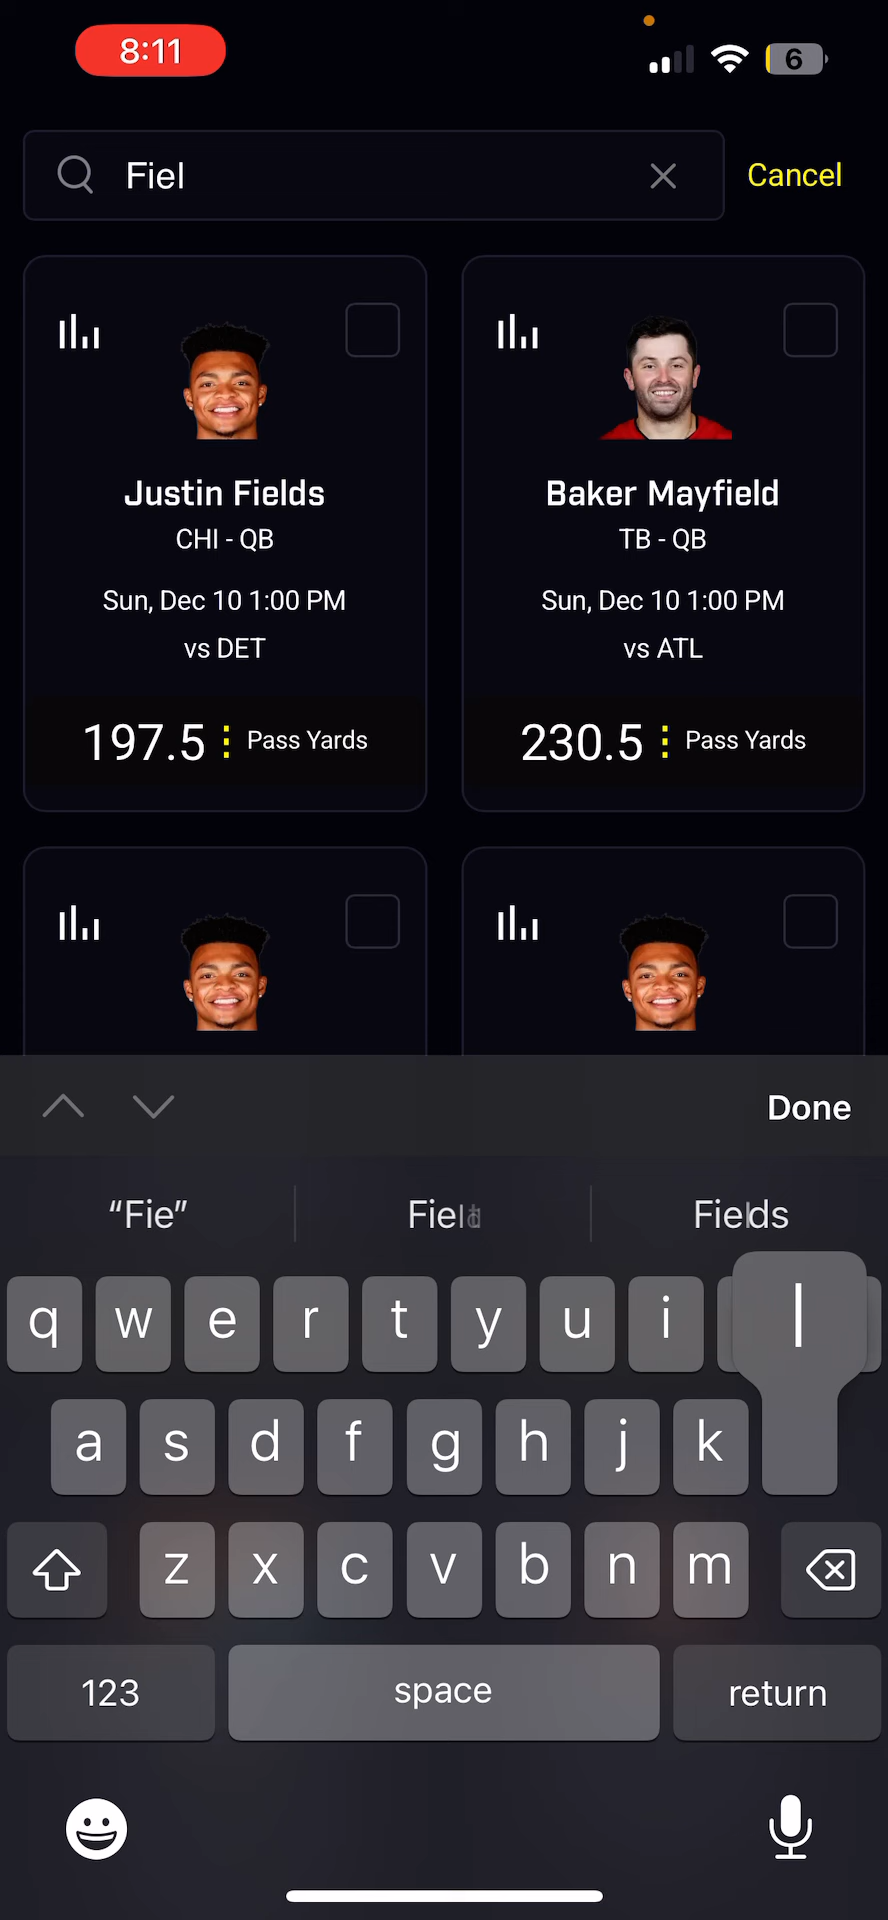 8:11
6
Fiel
Cancel
Justin Fields
CHI - QB
Sun, Dec 10 1:00 PM
vs DET
197.5 Pass Yards
Baker Mayfield
TB - QB
Sun, Dec 10 1:00 PM
vs ATL
230.5 Pass Yards
Done
“Fie”
Fields
q w e r t y u i l
a s d f g h j k
z x c v b n m
123
space
return